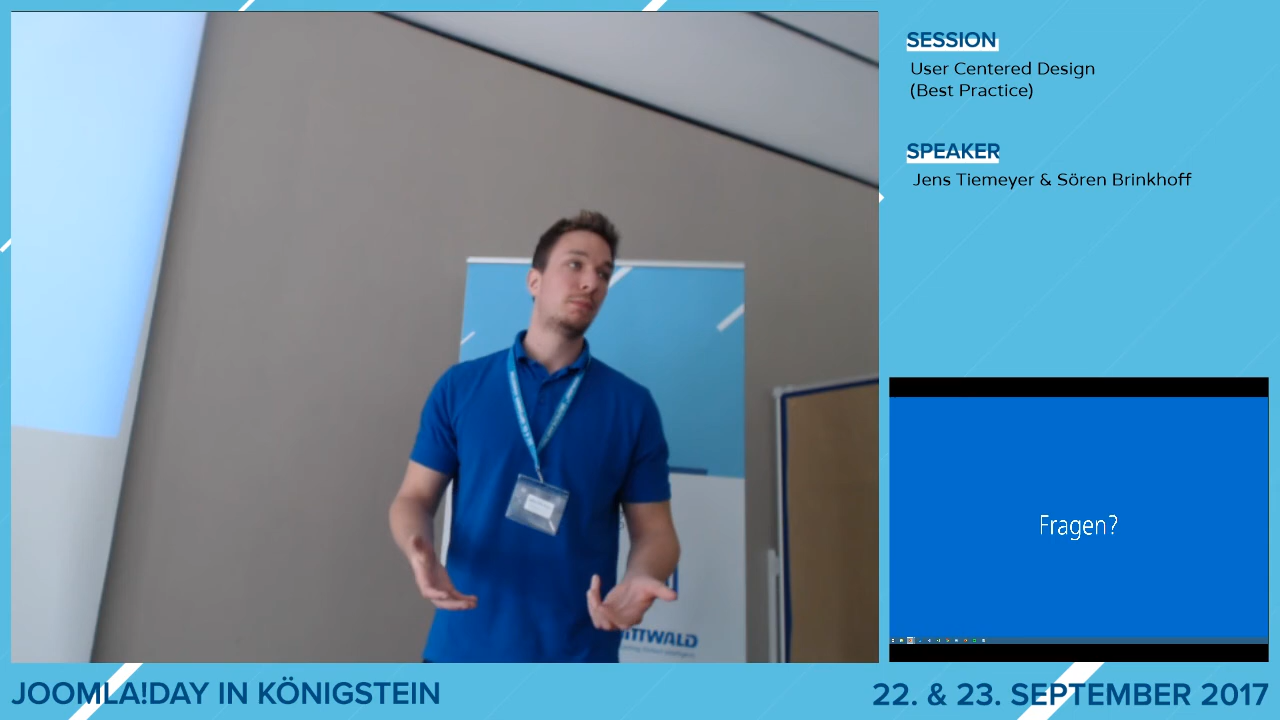 SESSION
User Centered Design
(Best Practice)
SPEAKER
Jens Tiemeyer & Sören Brinkhoff
Fragen?
JOOMLA!DAY IN KÖNIGSTEIN
22. & 23. SEPTEMBER 2017